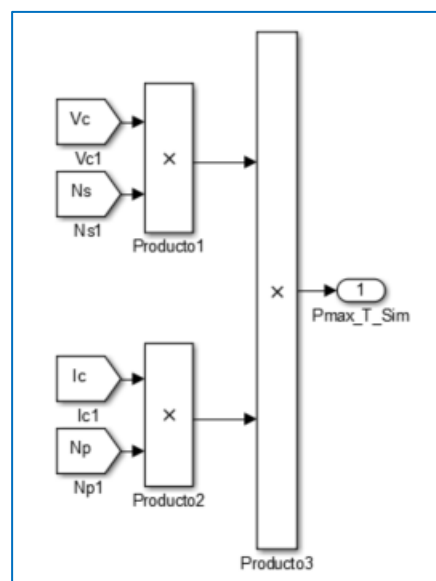 Vc
Vc1
Ns
Ns1
×
Producto1
Ic
Ic1
Np
Np1
×
Producto2
×
Producto3
1
Pmax_T_Sim